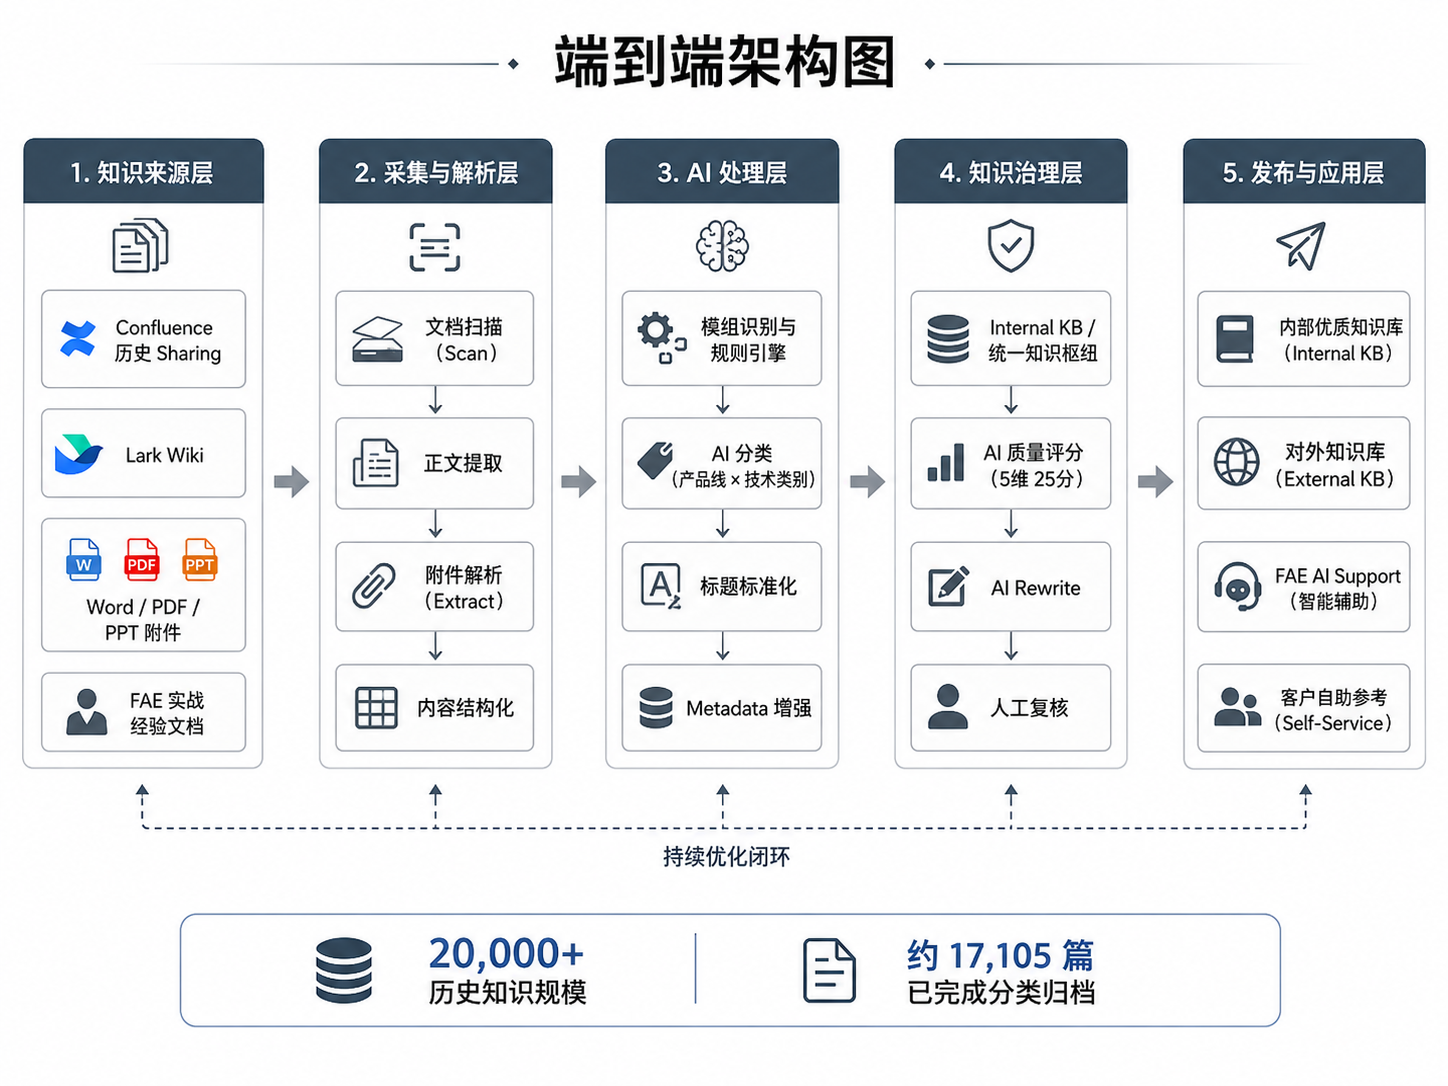 端到端架构图
1. 知识来源层
Confluence
历史 Sharing
Lark Wiki
W
PDF
PPT
Word / PDF /
PPT 附件
FAE 实战
经验文档
2. 采集与解析层
文档扫描
（Scan）
正文提取
附件解析
（Extract）
内容结构化
3. AI 处理层
模组识别与
规则引擎
AI 分类
（产品线 × 技术类别）
A
标题标准化
Metadata 增强
4. 知识治理层
Internal KB /
统一知识枢纽
AI 质量评分
（5维 25分）
AI Rewrite
人工复核
5. 发布与应用层
内部优质知识库
（Internal KB）
对外知识库
（External KB）
FAE AI Support
（智能辅助）
客户自助参考
（Self-Service）
持续优化闭环
20,000+
历史知识规模
约 17,105 篇
已完成分类归档